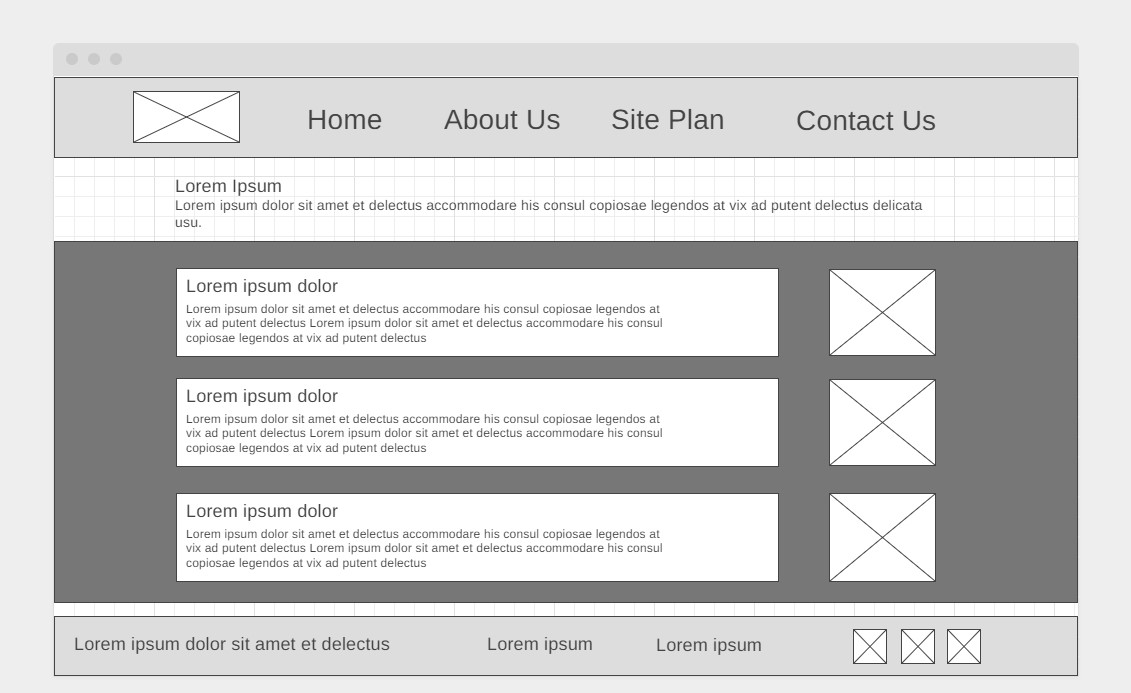 Home About Us Site Plan Contact Us
Lorem Ipsum
Lorem ipsum dolor sit amet et delectus accommodare his consul copiosae legendos at vix ad putent delectus delicata
usu.
Lorem ipsum dolor
Lorem ipsum dolor sit amet et delectus accommodare his consul copiosae legendos at
vix ad putent delectus Lorem ipsum dolor sit amet et delectus accommodare his consul
copiosae legendos at vix ad putent delectus
Lorem ipsum dolor
Lorem ipsum dolor sit amet et delectus accommodare his consul copiosae legendos at
vix ad putent delectus Lorem ipsum dolor sit amet et delectus accommodare his consul
copiosae legendos at vix ad putent delectus
Lorem ipsum dolor
Lorem ipsum dolor sit amet et delectus accommodare his consul copiosae legendos at
vix ad putent delectus Lorem ipsum dolor sit amet et delectus accommodare his consul
copiosae legendos at vix ad putent delectus
Lorem ipsum dolor sit amet et delectus Lorem ipsum Lorem ipsum